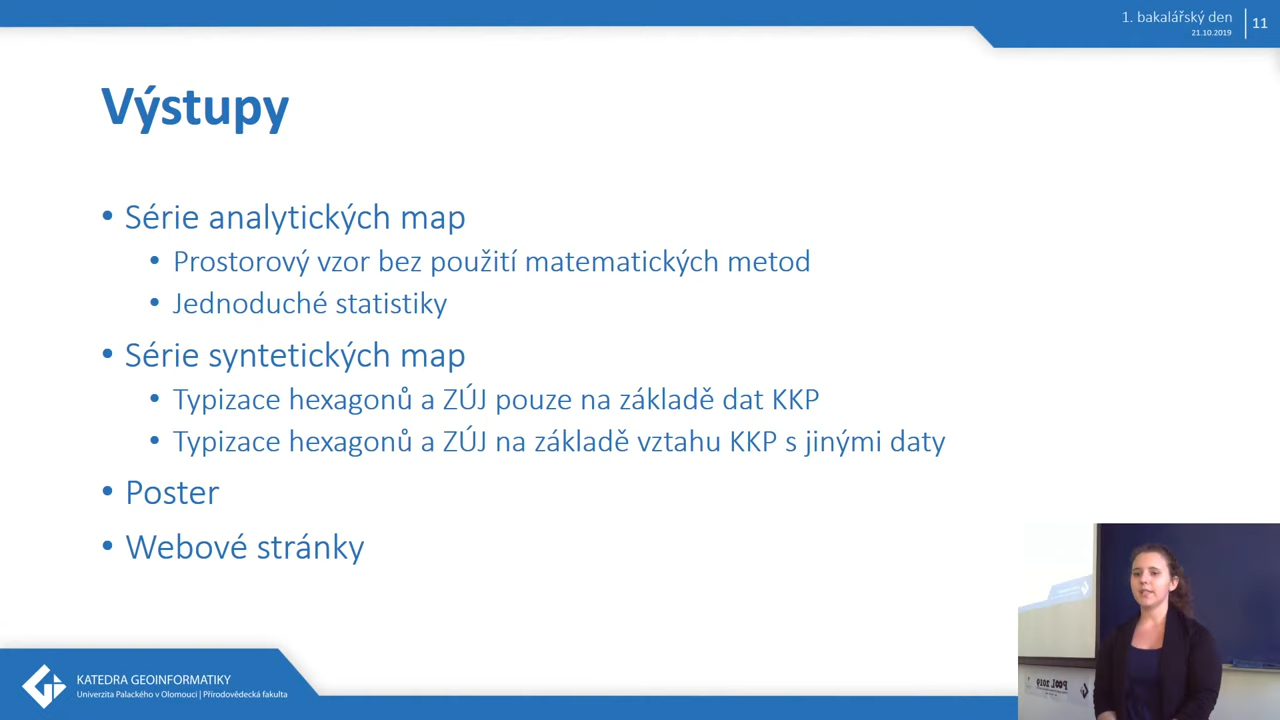 1. bakalářský den
21.10.2019
11
Výstupy
• Série analytických map
• Prostorový vzor bez použití matematických metod
• Jednoduché statistiky
• Série syntetických map
• Typizace hexagonů a ZÚJ pouze na základě dat KKP
• Typizace hexagonů a ZÚJ na základě vztahu KKP s jinými daty
• Poster
• Webové stránky
KATEDRA GEOINFORMATIKY
Univerzita Palackého v Olomouci | Přírodovědecká fakulta